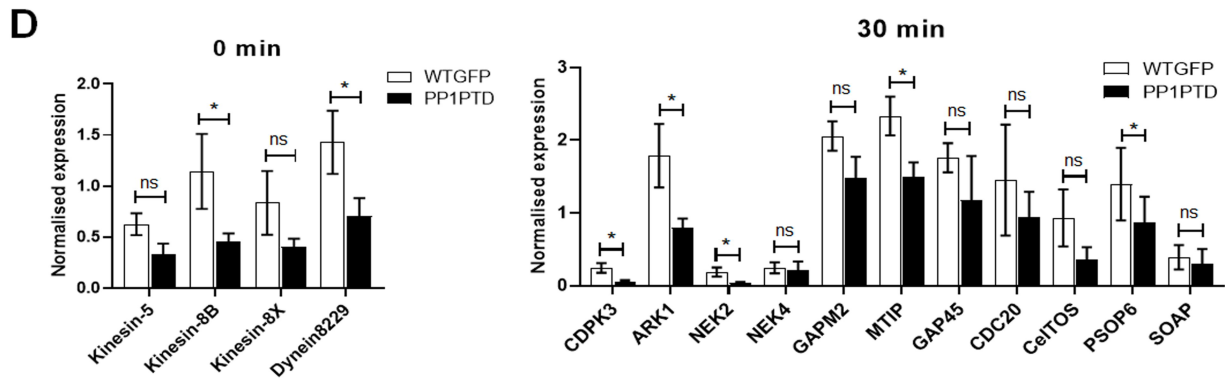 D
0 min
WTGFP
PP1PTD
Normalised expression
2.0
1.5
1.0
0.5
0.0
ns
*
ns
*
Kinesin-5
Kinesin-8B
Kinesin-8X
Dynein8229
30 min
WTGFP
PP1PTD
Normalised expression
3
2
1
0
*
*
*
ns
ns
*
ns
ns
ns
*
ns
CDPK3
ARK1
NEK2
NEK4
GAPM2
MTIP
GAP45
CDC20
CelTOS
PSOP6
SOAP